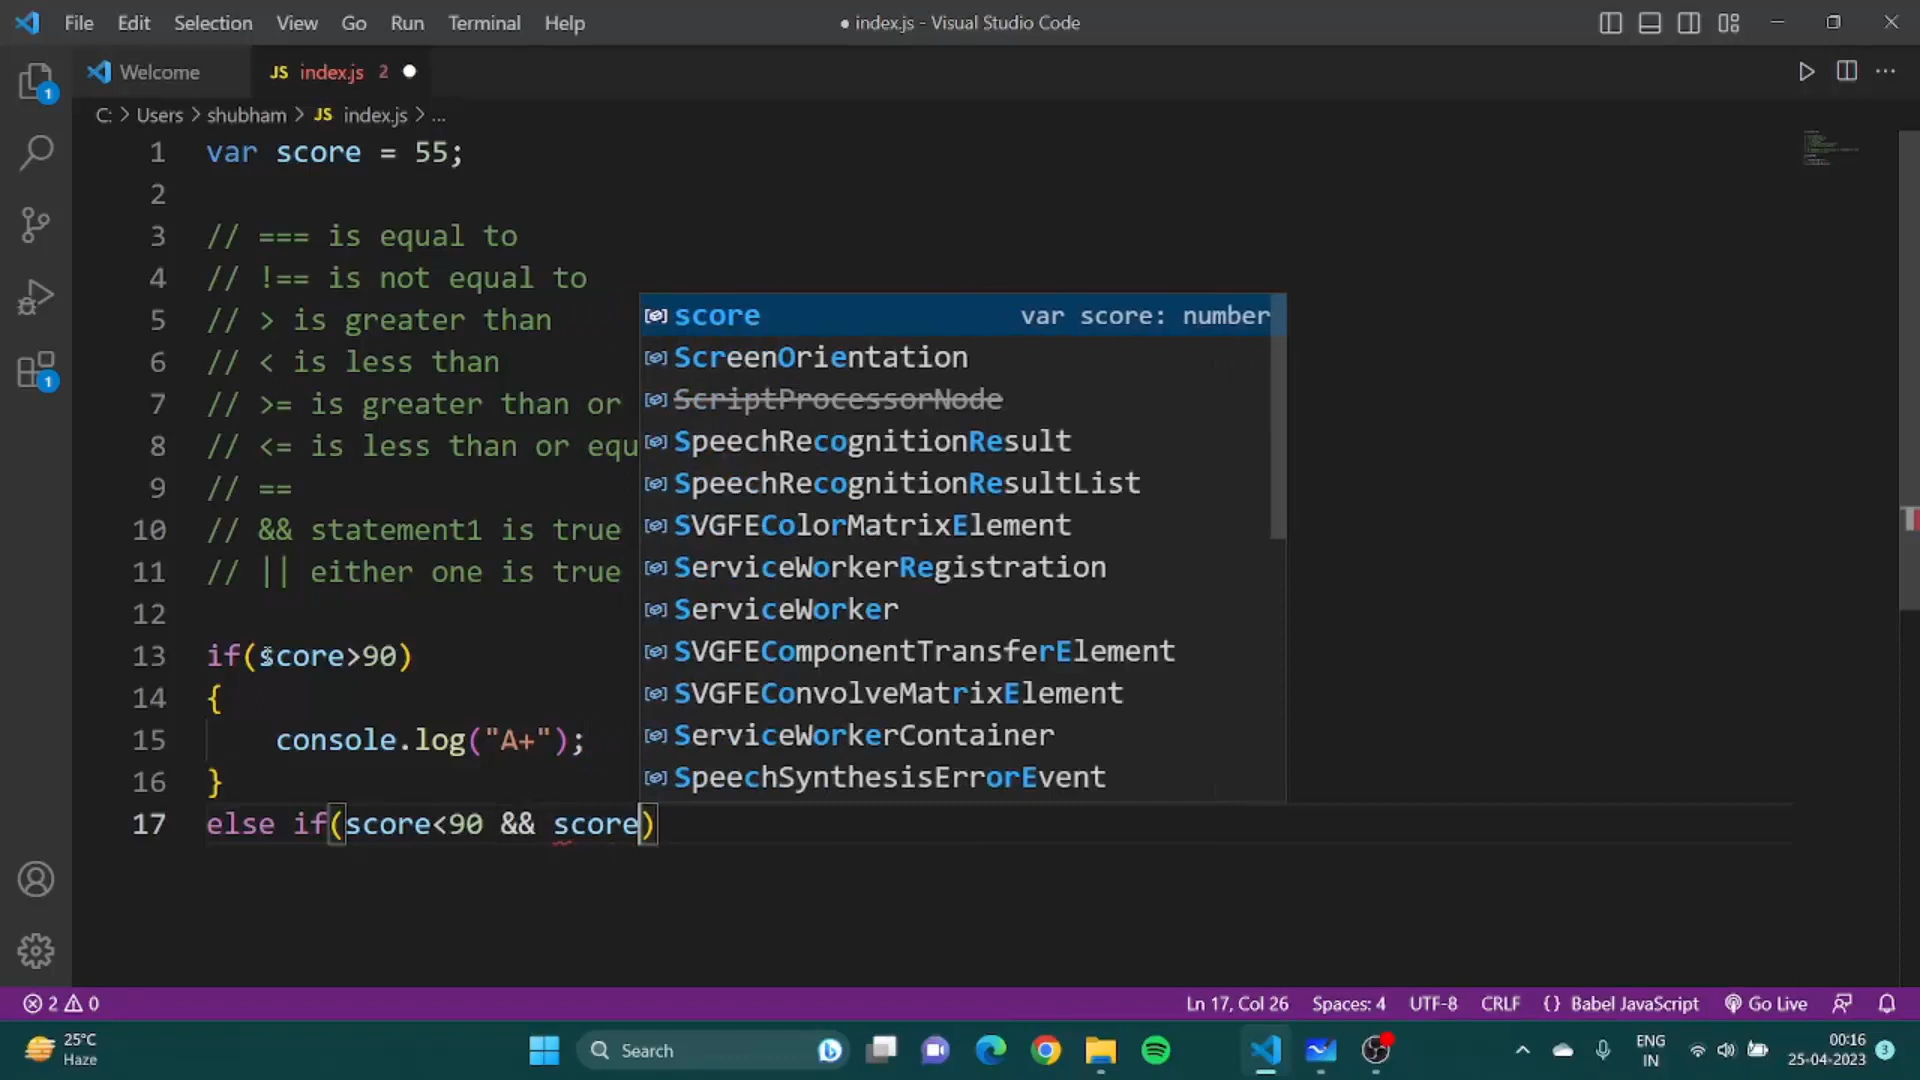 File Edit Selection View Go Run Terminal Help
● index.js - Visual Studio Code
Welcome
JS index.js 2
C: > Users > shubham > JS index.js > ...
1 var score = 55;
2
3 // === is equal to
4 // !== is not equal to
5 // > is greater than
6 // < is less than
7 // >= is greater than or
8 // <= is less than or equ
9 // ==
10 // && statement1 is true
11 // || either one is true
12
13 if(score>90)
14 {
15 console.log("A+");
16 }
17 else if(score<90 && score)
score var score: number
ScreenOrientation
ScriptProcessorNode
SpeechRecognitionResult
SpeechRecognitionResultList
SVGFEColorMatrixElement
ServiceWorkerRegistration
ServiceWorker
SVGFEComponentTransferElement
SVGFEConvolveMatrixElement
ServiceWorkerContainer
SpeechSynthesisErrorEvent
1
1
2 0
Ln 17, Col 26 Spaces: 4 UTF-8 CRLF {} Babel JavaScript Go Live
25°C
Haze
Search
ENG
IN
00:16
25-04-2023
3